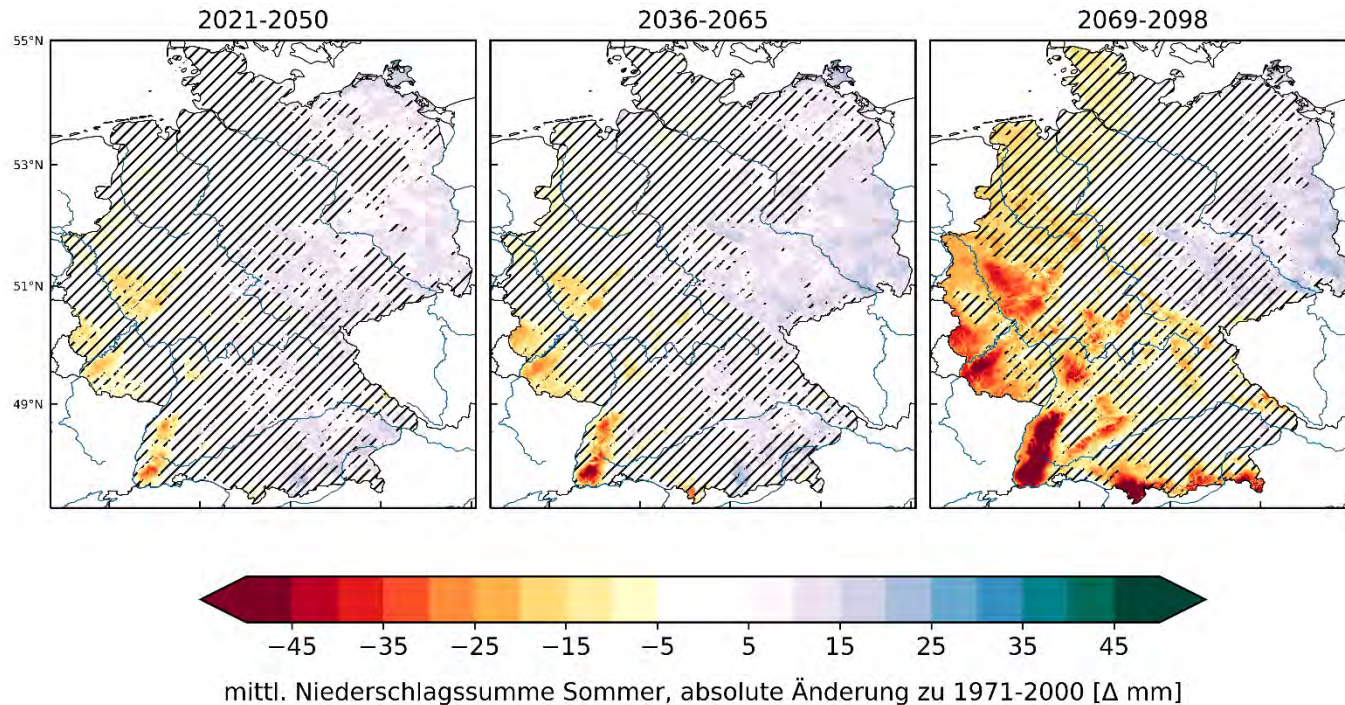 2021-2050 2036-2065 2069-2098
55°N
53°N
51°N
49°N
−45 −35 −25 −15 −5 5 15 25 35 45
mittl. Niederschlagssumme Sommer, absolute Änderung zu 1971-2000 [Δ mm]